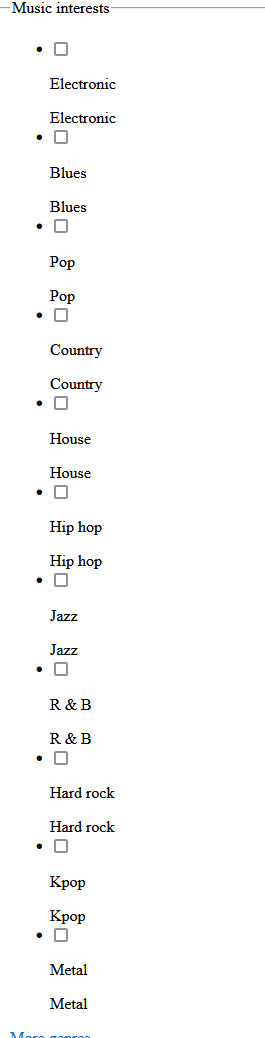 Music interests
Electronic
Electronic
Blues
Blues
Pop
Pop
Country
Country
House
House
Hip hop
Hip hop
Jazz
Jazz
R & B
R & B
Hard rock
Hard rock
Kpop
Kpop
Metal
Metal
More genres